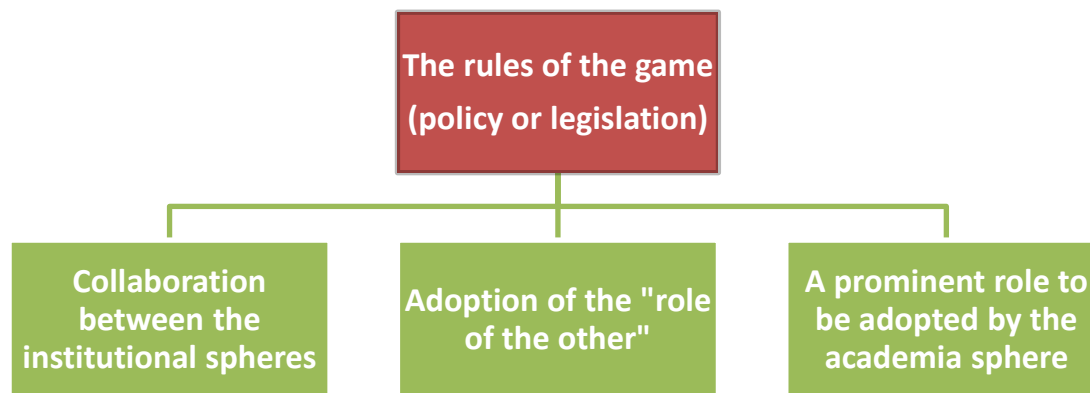 The rules of the game
(policy or legislation)
Collaboration
between the
institutional spheres
Adoption of the "role
of the other"
A prominent role to
be adopted by the
academia sphere